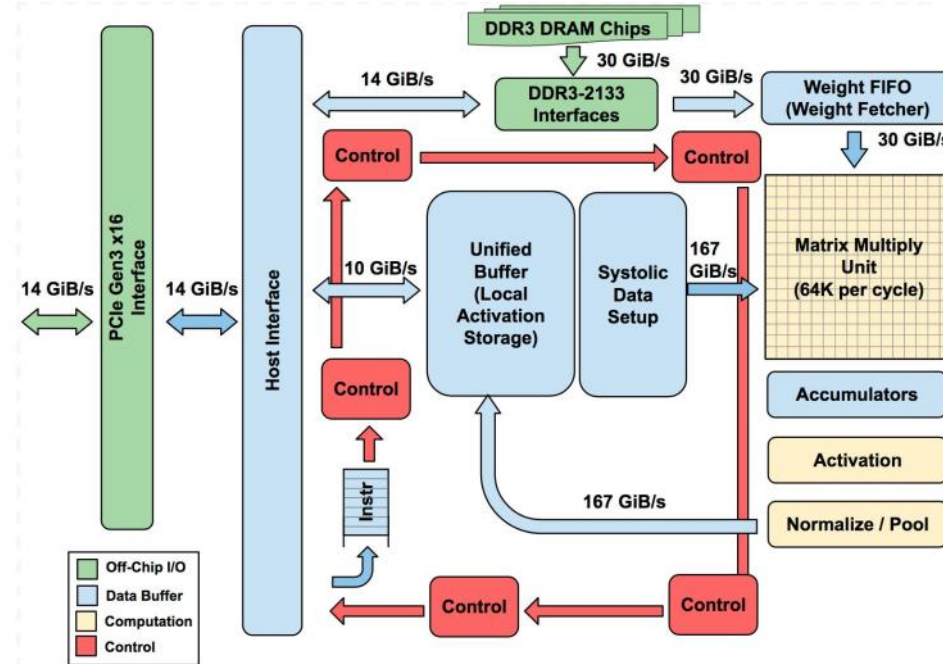 DDR3 DRAM Chips
30 GiB/s
14 GiB/s
DDR3-2133
Interfaces
30 GiB/s
Weight FIFO
(Weight Fetcher)
30 GiB/s
Control
Control
PCIe Gen3 x16
Interface
14 GiB/s
14 GiB/s
Host Interface
10 GiB/s
Unified
Buffer
(Local
Activation
Storage)
Systolic
Data
Setup
167
GiB/s
Matrix Multiply
Unit
(64K per cycle)
Control
Accumulators
Activation
Instr
167 GiB/s
Normalize / Pool
Off-Chip I/O
Data Buffer
Computation
Control
Control
Control